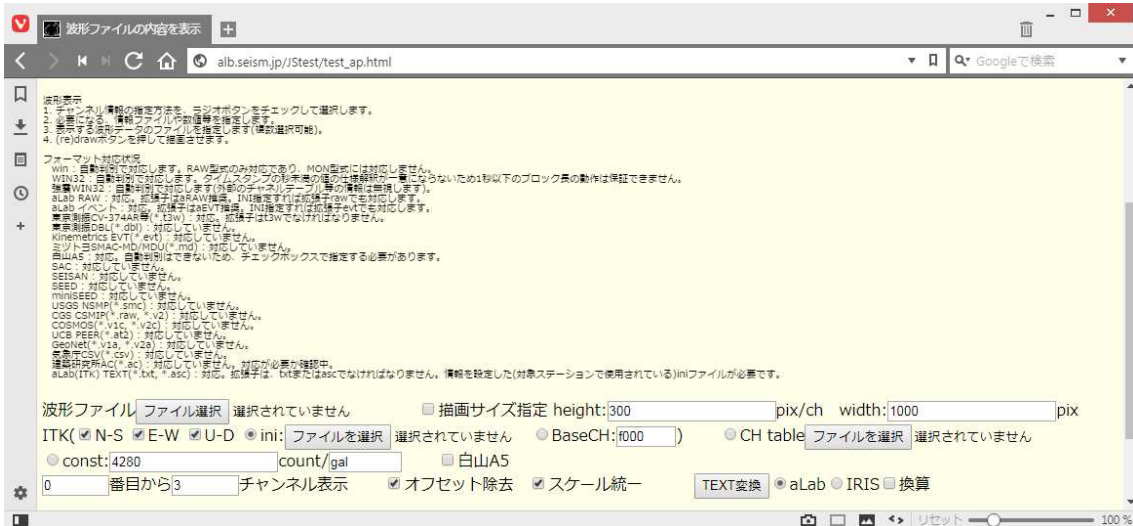 波形ファイルの内容を表示
alb.seism.jp/JStest/test_ap.html
Googleで検索
波形表示
1. チャンネル情報の指定方法を、ラジオボタンをチェックして選択します。
2. 必要になる、情報ファイルや数値等を指定します。
3. 表示する波形データのファイルを指定します(複数選択可能)。
4. (re)drawボタンを押して描画させます。
フォーマット対応状況
win : 自動判別で対応します。RAW型式のみ対応であり、MON型式には対応しません。
WIN32 : 自動判別で対応します。タイムスタンプの秒未満の値の仕様解釈が一意にならないため1秒以下のブロック長の動作は保証できません。
強震WIN32 : 自動判別で対応します(外部のチャネルテーブル等の情報は無視します)。
aLab RAW : 対応。拡張子はaRAW推奨。INI指定すれば拡張子rawでも対応します。
aLab イベント : 対応。拡張子はaEVT推奨。INI指定すれば拡張子evtでも対応します。
東京測振CV-374AR等(*.t3w) : 対応。拡張子はt3wでなければなりません。
東京測振DBL(*.dbl) : 対応していません。
Kinemetrics EVT(*.evt) : 対応していません。
ミツトヨSMAC-MD/MDU(*.md) : 対応していません。
白山A5 : 対応。自動判別はできないため、チェックボックスで指定する必要があります。
SAC : 対応していません。
SEISAN : 対応していません。
SEED : 対応していません。
miniSEED : 対応していません。
USGS NSMP(*.smc) : 対応していません。
CGS CSMIP(*.raw, *.v2) : 対応していません。
COSMOS(*.v1c, *.v2c) : 対応していません。
UCB PEER(*.at2) : 対応していません。
GeoNet(*.v1a, *.v2a) : 対応していません。
気象庁CSV(*.csv) : 対応していません。
建築研究所AC(*.ac) : 対応していません。対応が必要か確認中。
aLab(ITK) TEXT(*.txt, *.asc) : 対応。拡張子は、txtまたはascでなければなりません。情報を設定した(対象ステーションで使用されている)iniファイルが必要です。
波形ファイル ファイル選択 選択されていません 描画サイズ指定 height: 300 pix/ch width: 1000 pix
ITK( N-S E-W U-D ini: ファイルを選択 選択されていません BaseCH: f000 ) CH table ファイルを選択 選択されていません
const: 4280 count/ gal 白山A5
0 番目から 3 チャンネル表示 オフセット除去 スケール統一 TEXT変換 aLab IRIS 換算
リセット 100 %